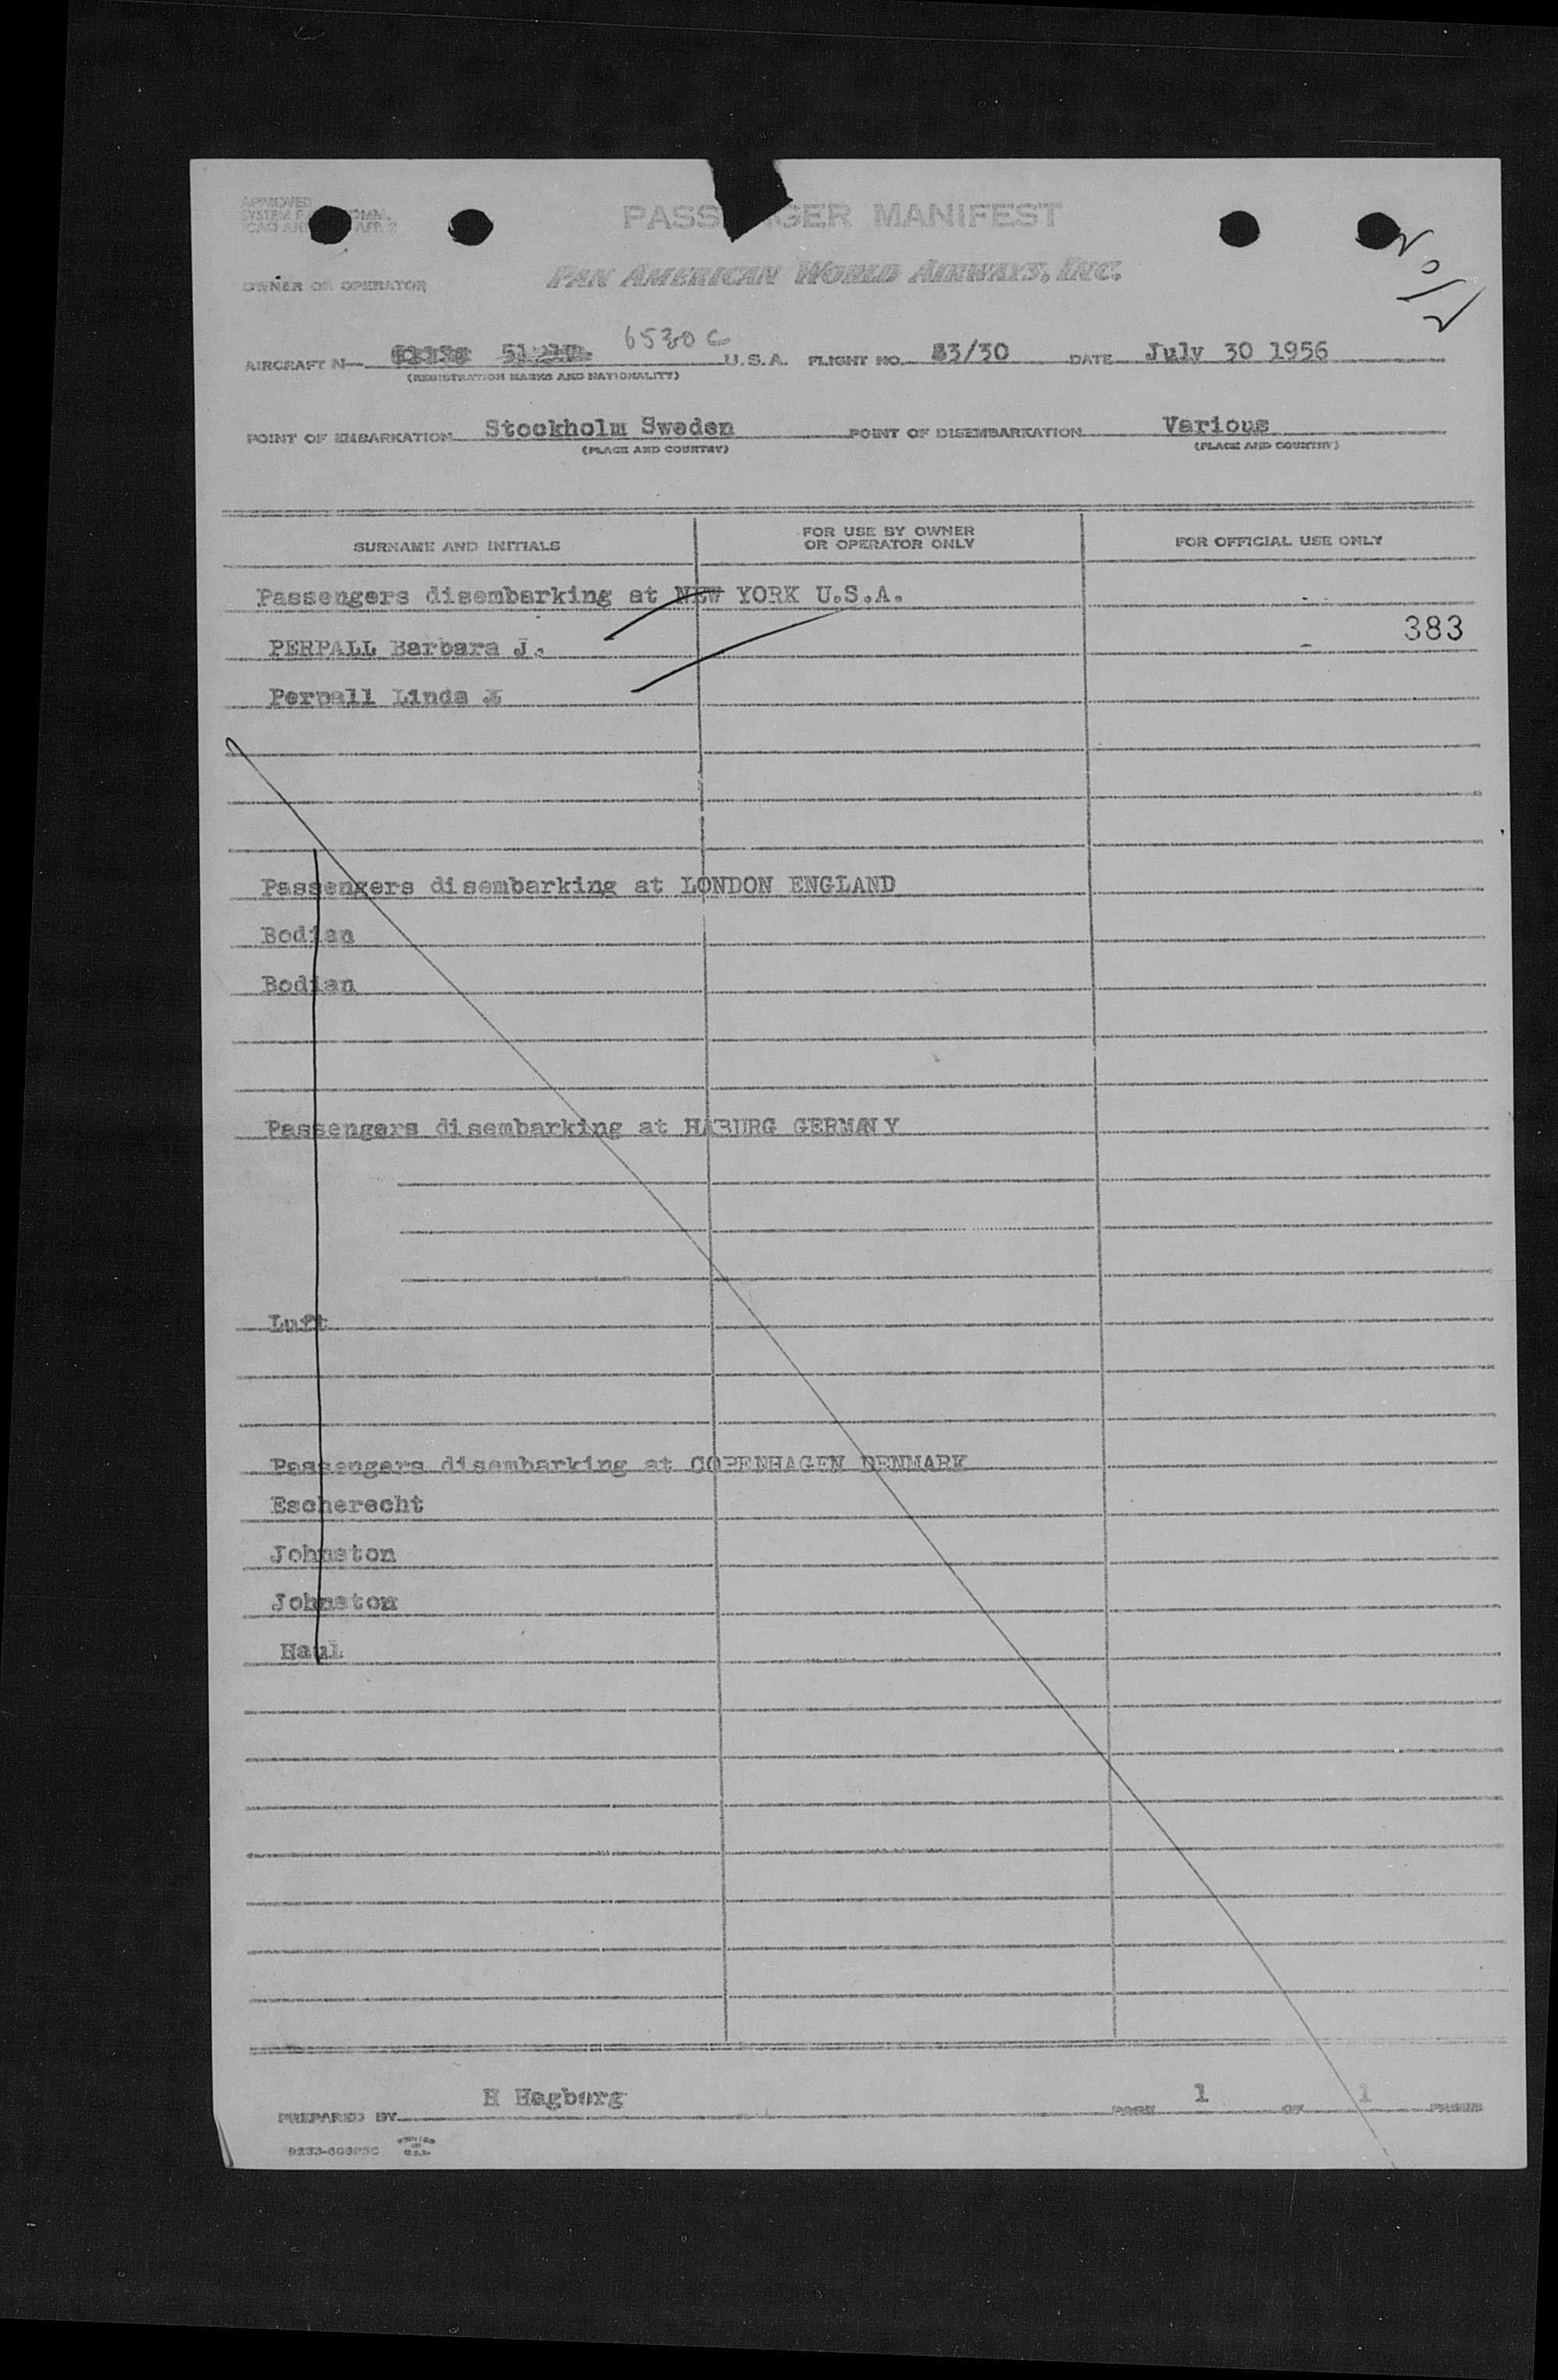 APPROVED
PASSENGER MANIFEST
OWNER OR OPERATOR
PAN AMERICAN WORLD AIRWAYS, INC.
6530 C
AIRCRAFT N U.S.A. FLIGHT NO. 43/30 DATE July 30 1956
(REGISTRATION MARKS AND NATIONALITY)
POINT OF EMBARKATION Stockholm Sweden POINT OF DISEMBARKATION Various
(PLACE AND COUNTRY) (PLACE AND COUNTRY)
SURNAME AND INITIALS FOR USE BY OWNER OR OPERATOR ONLY FOR OFFICIAL USE ONLY
Passengers disembarking at NEW YORK U.S.A.
383
PERPALL Barbara J.
Perpall Linda
Passengers disembarking at LONDON ENGLAND
Bodian
Bodian
Passengers disembarking at HABURG GERMANY
Luft
Passengers disembarking at COPENHAGEN DENMARK
Escherecht
Johnston
Johnston
Haul
H Hagborg
PREPARED BY PAGE 1 OF 1 PAGES